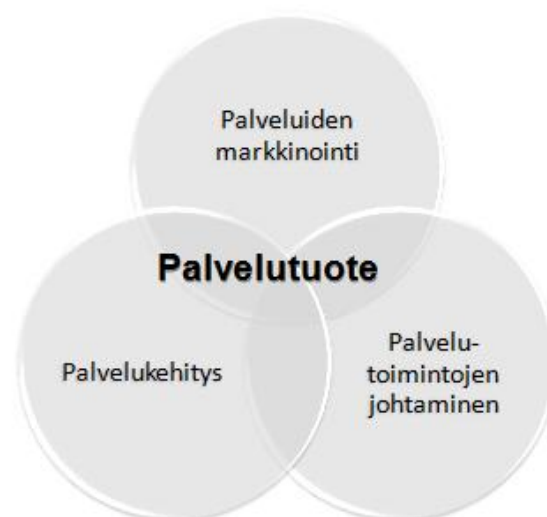 Palveluiden
markkinointi
Palvelutuote
Palvelukehitys
Palvelu-
toimintojen
johtaminen